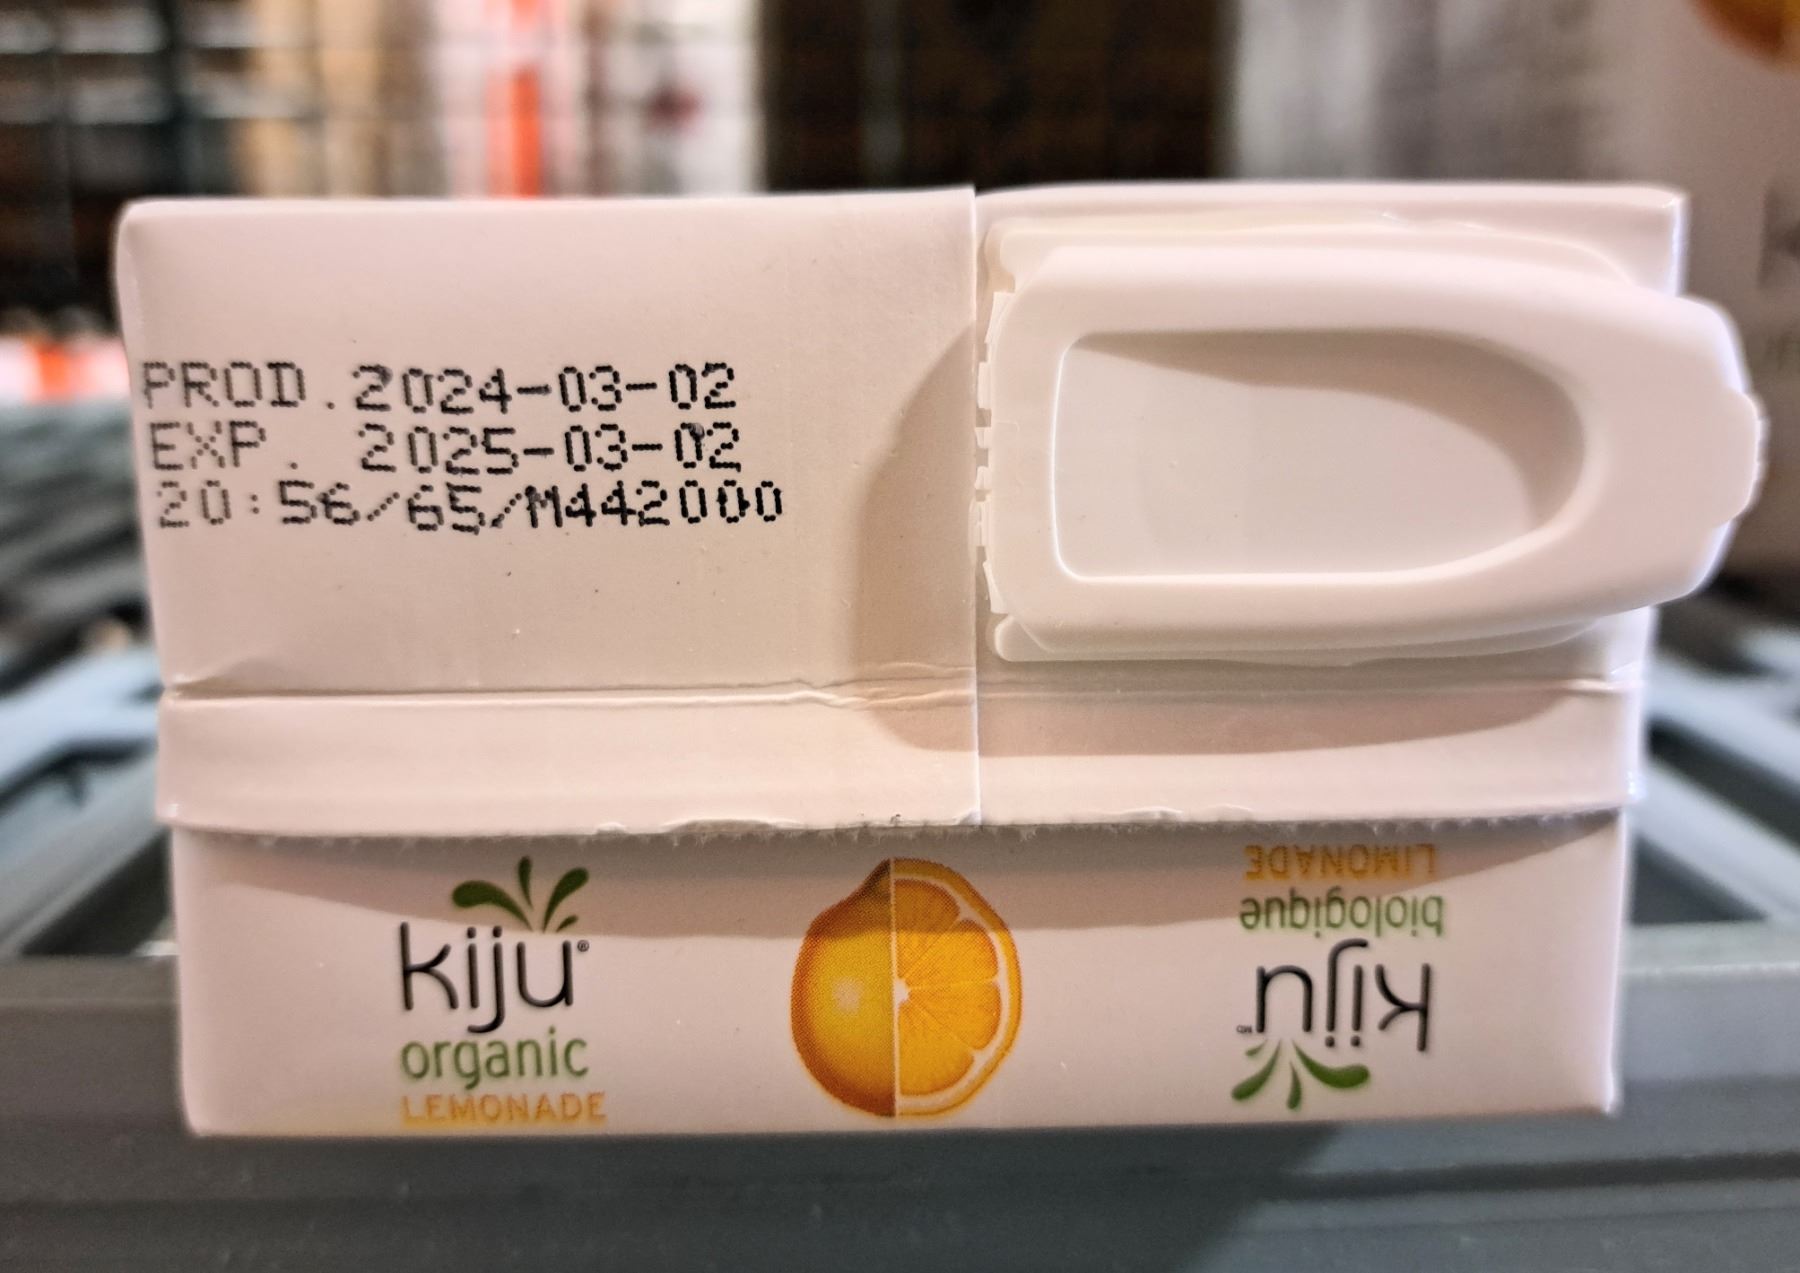 PROD.2024-03-02
EXP. 2025-03-02
20:56/65/M442000
kiju®
organic
LEMONADE
kiju
biologique
LIMONADE